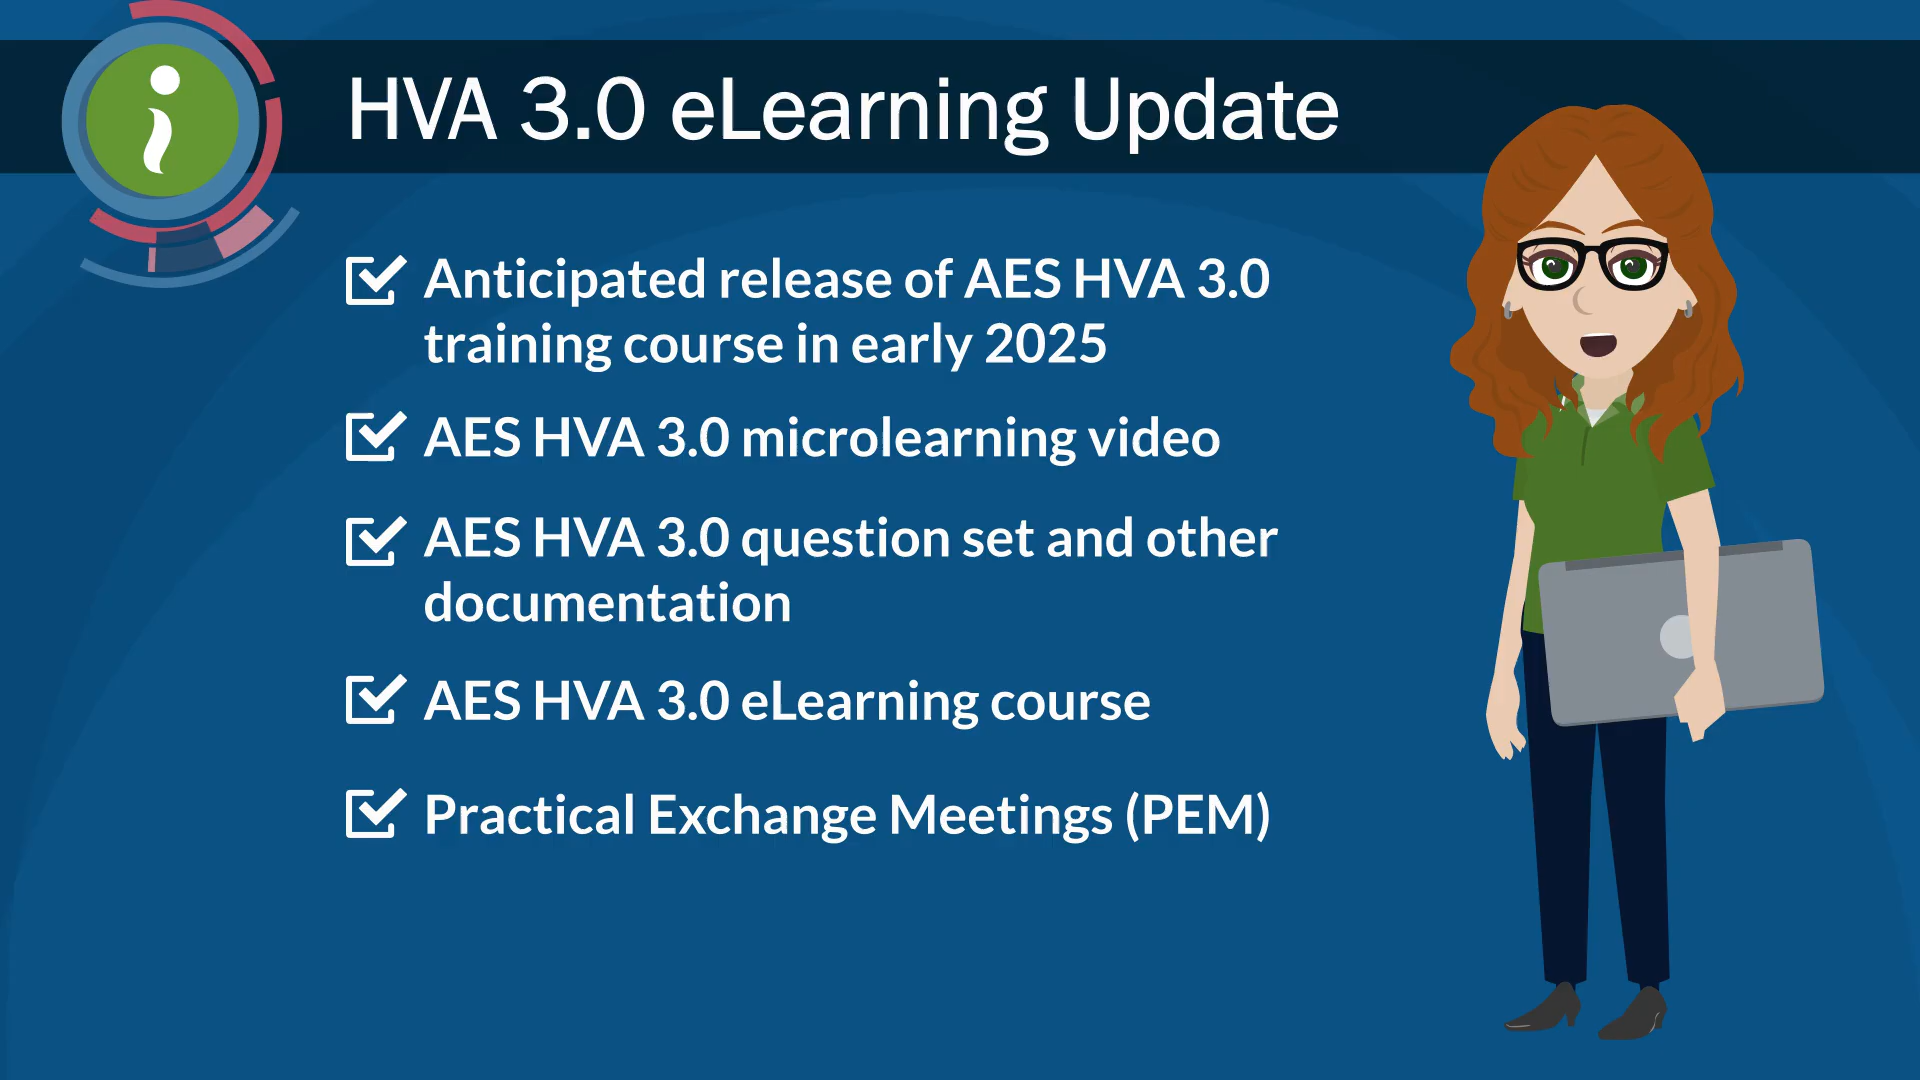 HVA 3.0 eLearning Update
Anticipated release of AES HVA 3.0
training course in early 2025
AES HVA 3.0 microlearning video
AES HVA 3.0 question set and other
documentation
AES HVA 3.0 eLearning course
Practical Exchange Meetings (PEM)